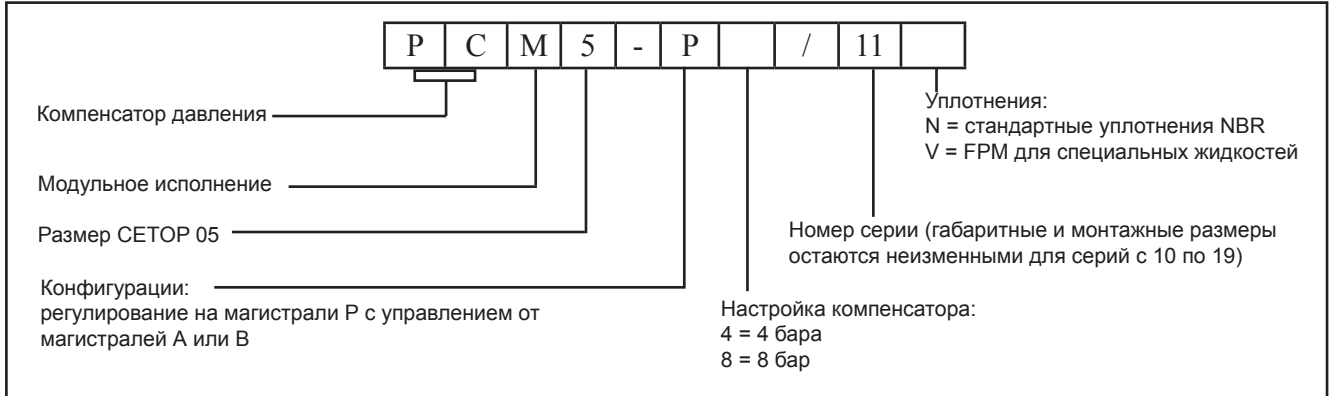 P C M 5 - P / 11
Компенсатор давления
Модульное исполнение
Размер CETOP 05
Конфигурации:
регулирование на магистрали P с управлением от
магистралей A или B
Уплотнения:
N = стандартные уплотнения NBR
V = FPM для специальных жидкостей
Номер серии (габаритные и монтажные размеры
остаются неизменными для серий с 10 по 19)
Настройка компенсатора:
4 = 4 бара
8 = 8 бар